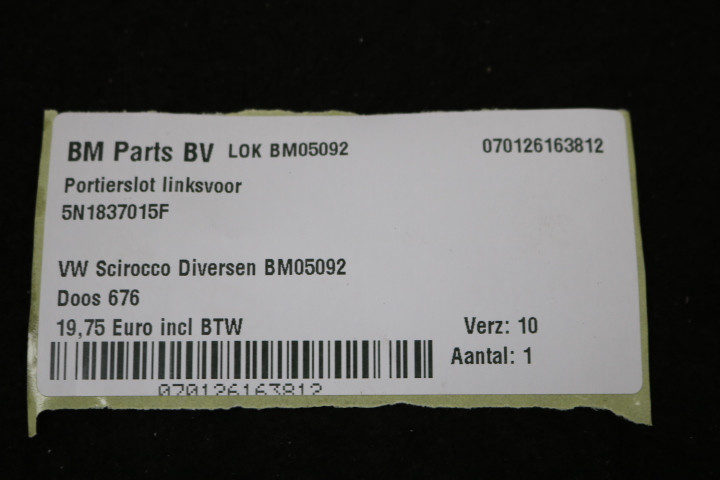 BM Parts BV LOK BM05092 070126163812
Portierslot linksvoor
5N1837015F
VW Scirocco Diversen BM05092
Doos 676
19,75 Euro incl BTW Verz: 10
Aantal: 1
070126163812